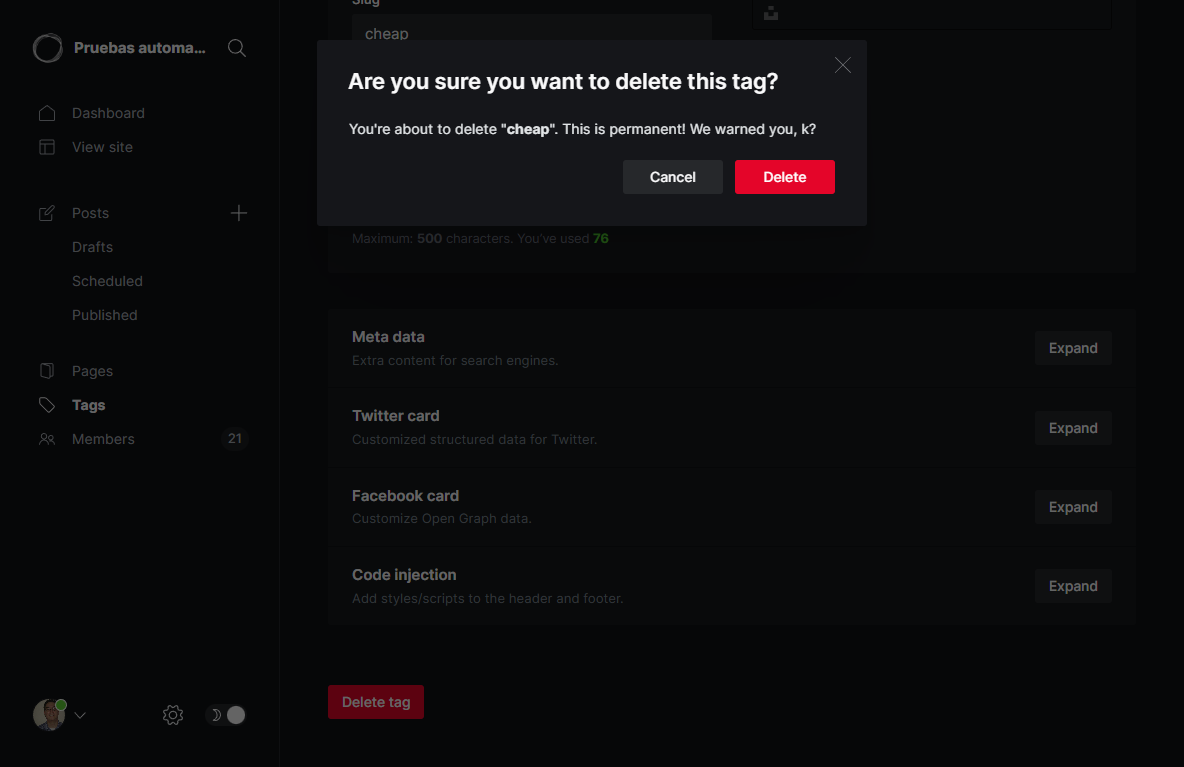 Slug
cheap
Pruebas automa...
Are you sure you want to delete this tag?
You're about to delete "cheap". This is permanent! We warned you, k?
Cancel
Delete
Dashboard
View site
Posts
Drafts
Scheduled
Published
Pages
Tags
Members
21
Maximum: 500 characters. You've used 76
Meta data
Extra content for search engines.
Expand
Twitter card
Customized structured data for Twitter.
Expand
Facebook card
Customize Open Graph data.
Expand
Code injection
Add styles/scripts to the header and footer.
Expand
Delete tag